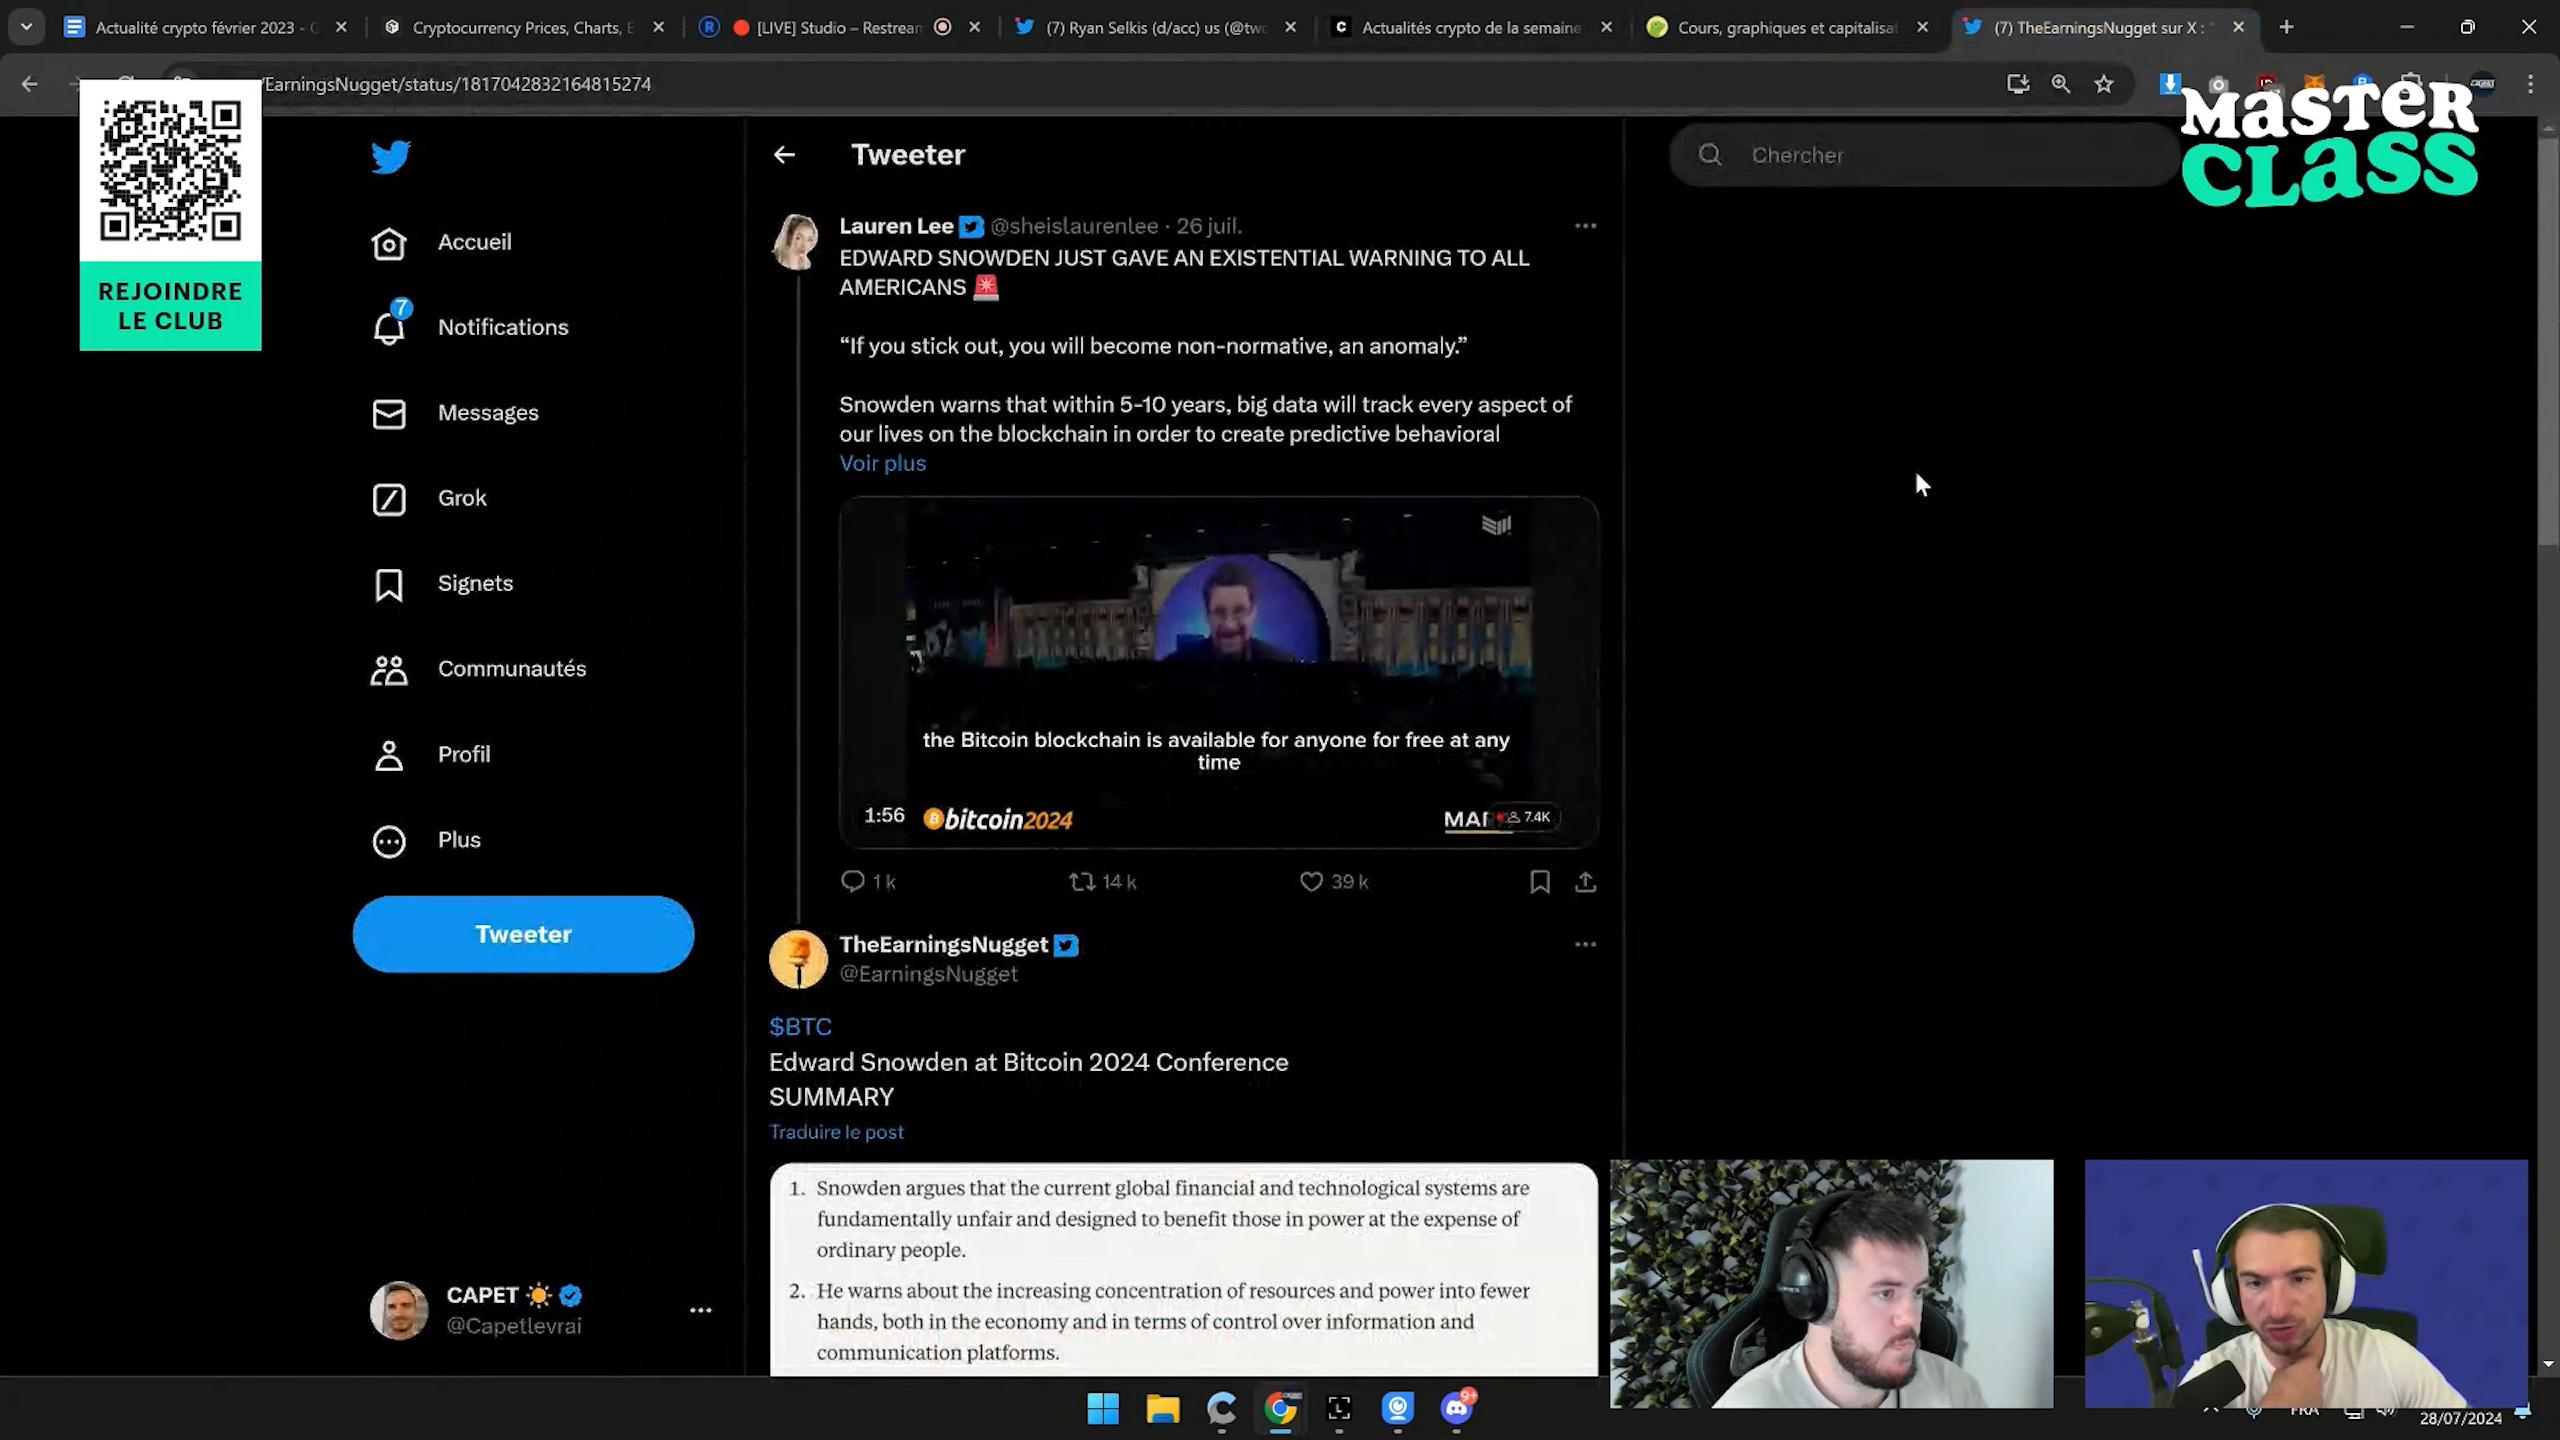 Actualité crypto février 2023 - G
Cryptocurrency Prices, Charts, E
[LIVE] Studio – Restream
(7) Ryan Selkis (d/acc) us (@two
Actualités crypto de la semaine
Cours, graphiques et capitalisat
(7) TheEarningsNugget sur X : "
/EarningsNugget/status/1817042832164815274
MASTER
CLASS
REJOINDRE
LE CLUB
Accueil
7
Notifications
Messages
Grok
Signets
Communautés
Profil
Plus
Tweeter
CAPET
@Capetlevrai
Tweeter
Chercher
Lauren Lee @sheislaurenlee · 26 juil.
EDWARD SNOWDEN JUST GAVE AN EXISTENTIAL WARNING TO ALL
AMERICANS
“If you stick out, you will become non-normative, an anomaly.”
Snowden warns that within 5-10 years, big data will track every aspect of
our lives on the blockchain in order to create predictive behavioral
Voir plus
the Bitcoin blockchain is available for anyone for free at any
time
1:56
bitcoin2024
7.4K
1 k
14 k
39 k
TheEarningsNugget
@EarningsNugget
$BTC
Edward Snowden at Bitcoin 2024 Conference
SUMMARY
Traduire le post
1. Snowden argues that the current global financial and technological systems are
fundamentally unfair and designed to benefit those in power at the expense of
ordinary people.
2. He warns about the increasing concentration of resources and power into fewer
hands, both in the economy and in terms of control over information and
communication platforms.
9+
FRA
28/07/2024